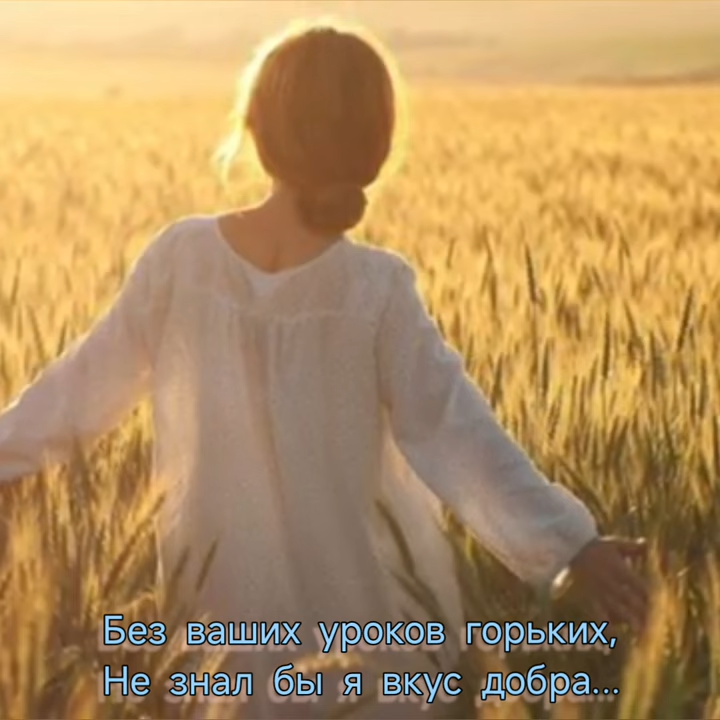 Без ваших уроков горьких,
Не знал бы я вкус добра...